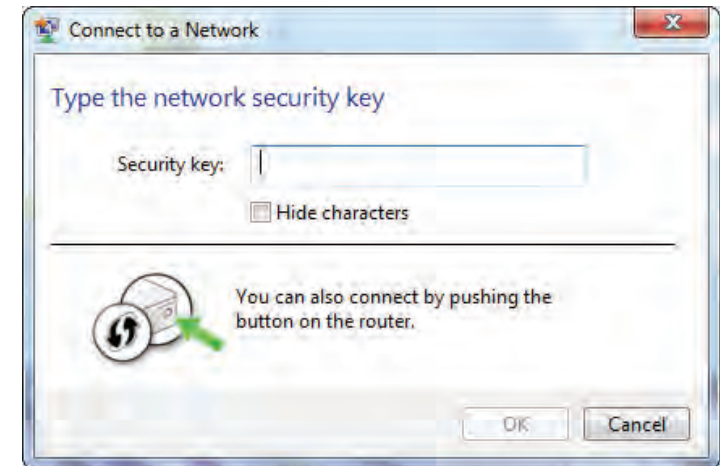 Connect to a Network
Type the network security key
Security key:
Hide characters
You can also connect by pushing the
button on the router.
OK
Cancel